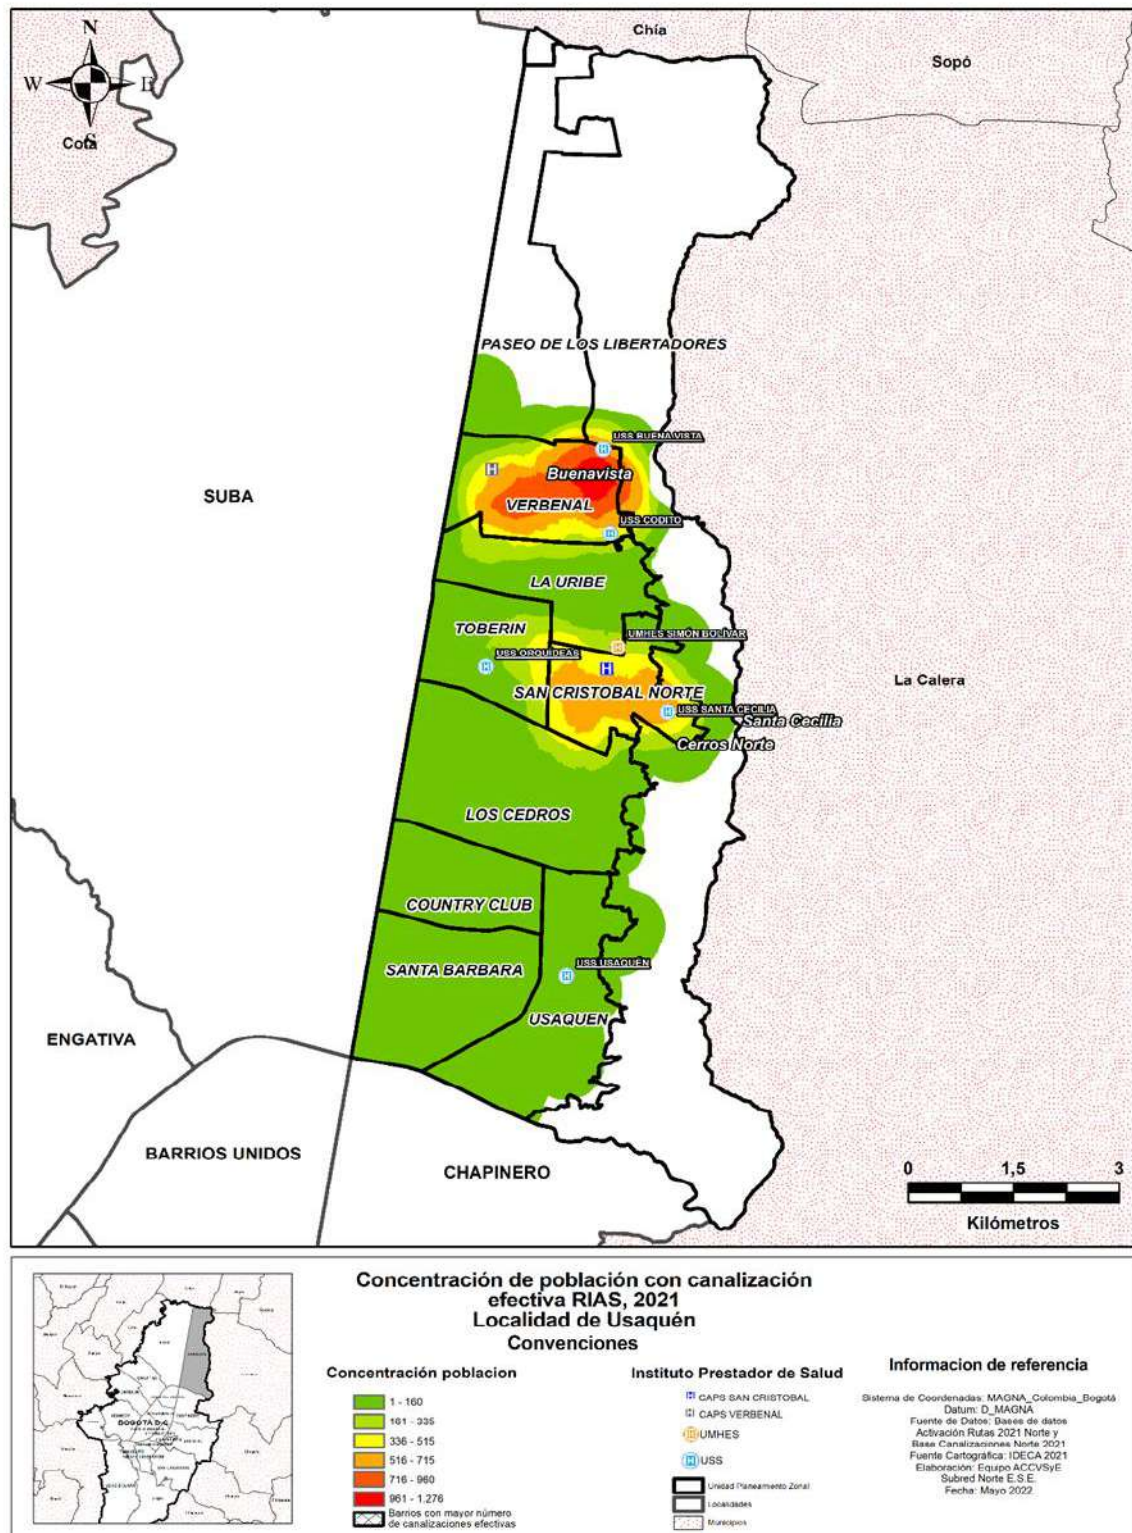 N
W
E
S
Chía
Sopó
Cota
PASEO DE LOS LIBERTADORES
USS BUENA VISTA
Buenavista
SUBA
VERBENAL
USS CODITO
LA URIBE
TOBERIN
UMHES SIMÓN BOLÍVAR
USS ORQUIDEAS
La Calera
SAN CRISTOBAL NORTE
USS SANTA CECILIA
Santa Cecilia
Cerros Norte
LOS CEDROS
COUNTRY CLUB
SANTA BARBARA
USS USAQUÉN
USAQUEN
ENGATIVA
BARRIOS UNIDOS
CHAPINERO
0 1,5 3
Kilómetros
Concentración de población con canalización
efectiva RIAS, 2021
Localidad de Usaquén
Convenciones
Concentración poblacion
1 - 160
161 - 335
336 - 515
516 - 715
716 - 960
961 - 1.276
Barrios con mayor número
de canalizaciones efectivas
Instituto Prestador de Salud
CAPS SAN CRISTOBAL
CAPS VERBENAL
UMHES
USS
Unidad Planeamiento Zonal
Localidades
Municipios
Informacion de referencia
Sistema de Coordenadas: MAGNA_Colombia_Bogotá
Datum: D_MAGNA
Fuente de Datos: Bases de datos
Activación Rutas 2021 Norte y
Base Canalizaciones Norte 2021
Fuente Cartográfica: IDECA 2021
Elaboración: Equipo ACCVSyE
Subred Norte E.S.E.
Fecha: Mayo 2022
BOGOTÁ D.C.